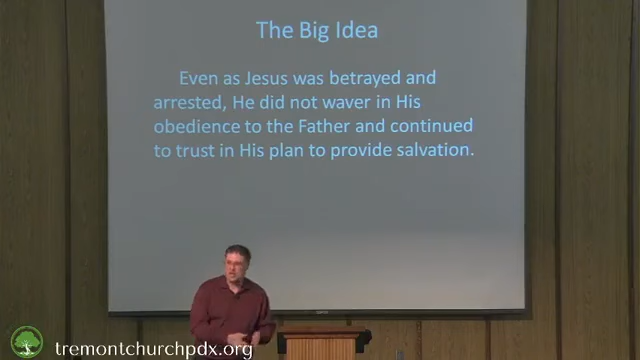 The Big Idea
Even as Jesus was betrayed and
arrested, He did not waver in His
obedience to the Father and continued
to trust in His plan to provide salvation.
tremontchurchpdx.org